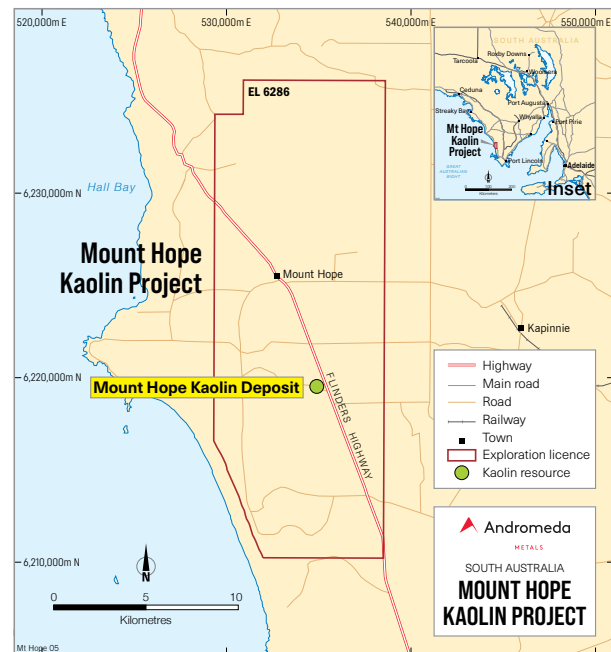 520,000m E
530,000m E
540,000m E
550,000m E
EL 6286
SOUTH AUSTRALIA
Roxby Downs
Tarcoola
Woomera
Ceduna
Port Augusta
Streaky Bay
Whyalla
Port Pirie
Mt Hope
Kaolin
Project
Port Lincoln
Adelaide
GREAT
AUSTRALIAN
BIGHT
N
Kilometres
Inset
6,230,000m N
Hall Bay
Mount Hope
Kaolin Project
Mount Hope
Kapinnie
6,220,000m N
Mount Hope Kaolin Deposit
FLINDERS HIGHWAY
Highway
Main road
Road
Railway
Town
Exploration licence
Kaolin resource
6,210,000m N
N
0 5 10
Kilometres
Andromeda
METALS
SOUTH AUSTRALIA
MOUNT HOPE
KAOLIN PROJECT
Mt Hope 05